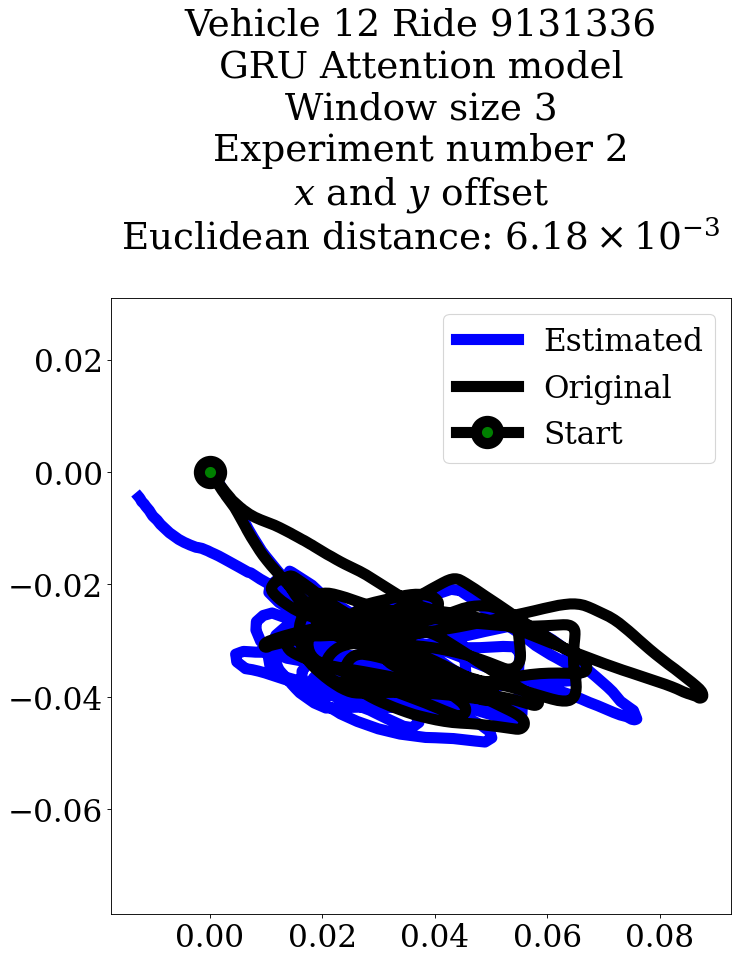 Vehicle 12 Ride 9131336
GRU Attention model
Window size 3
Experiment number 2
x and y offset
Euclidean distance: 6.18 × 10⁻³
Estimated
Original
Start
0.02
0.00
−0.02
−0.04
−0.06
0.00 0.02 0.04 0.06 0.08